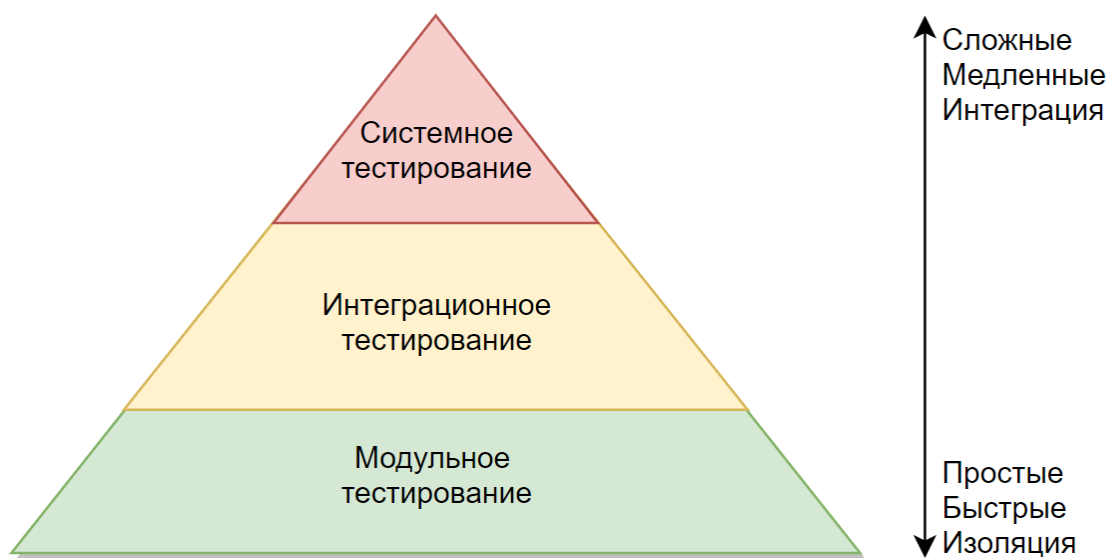 Системное
тестирование
Интеграционное
тестирование
Модульное
тестирование
Сложные
Медленные
Интеграция
Простые
Быстрые
Изоляция